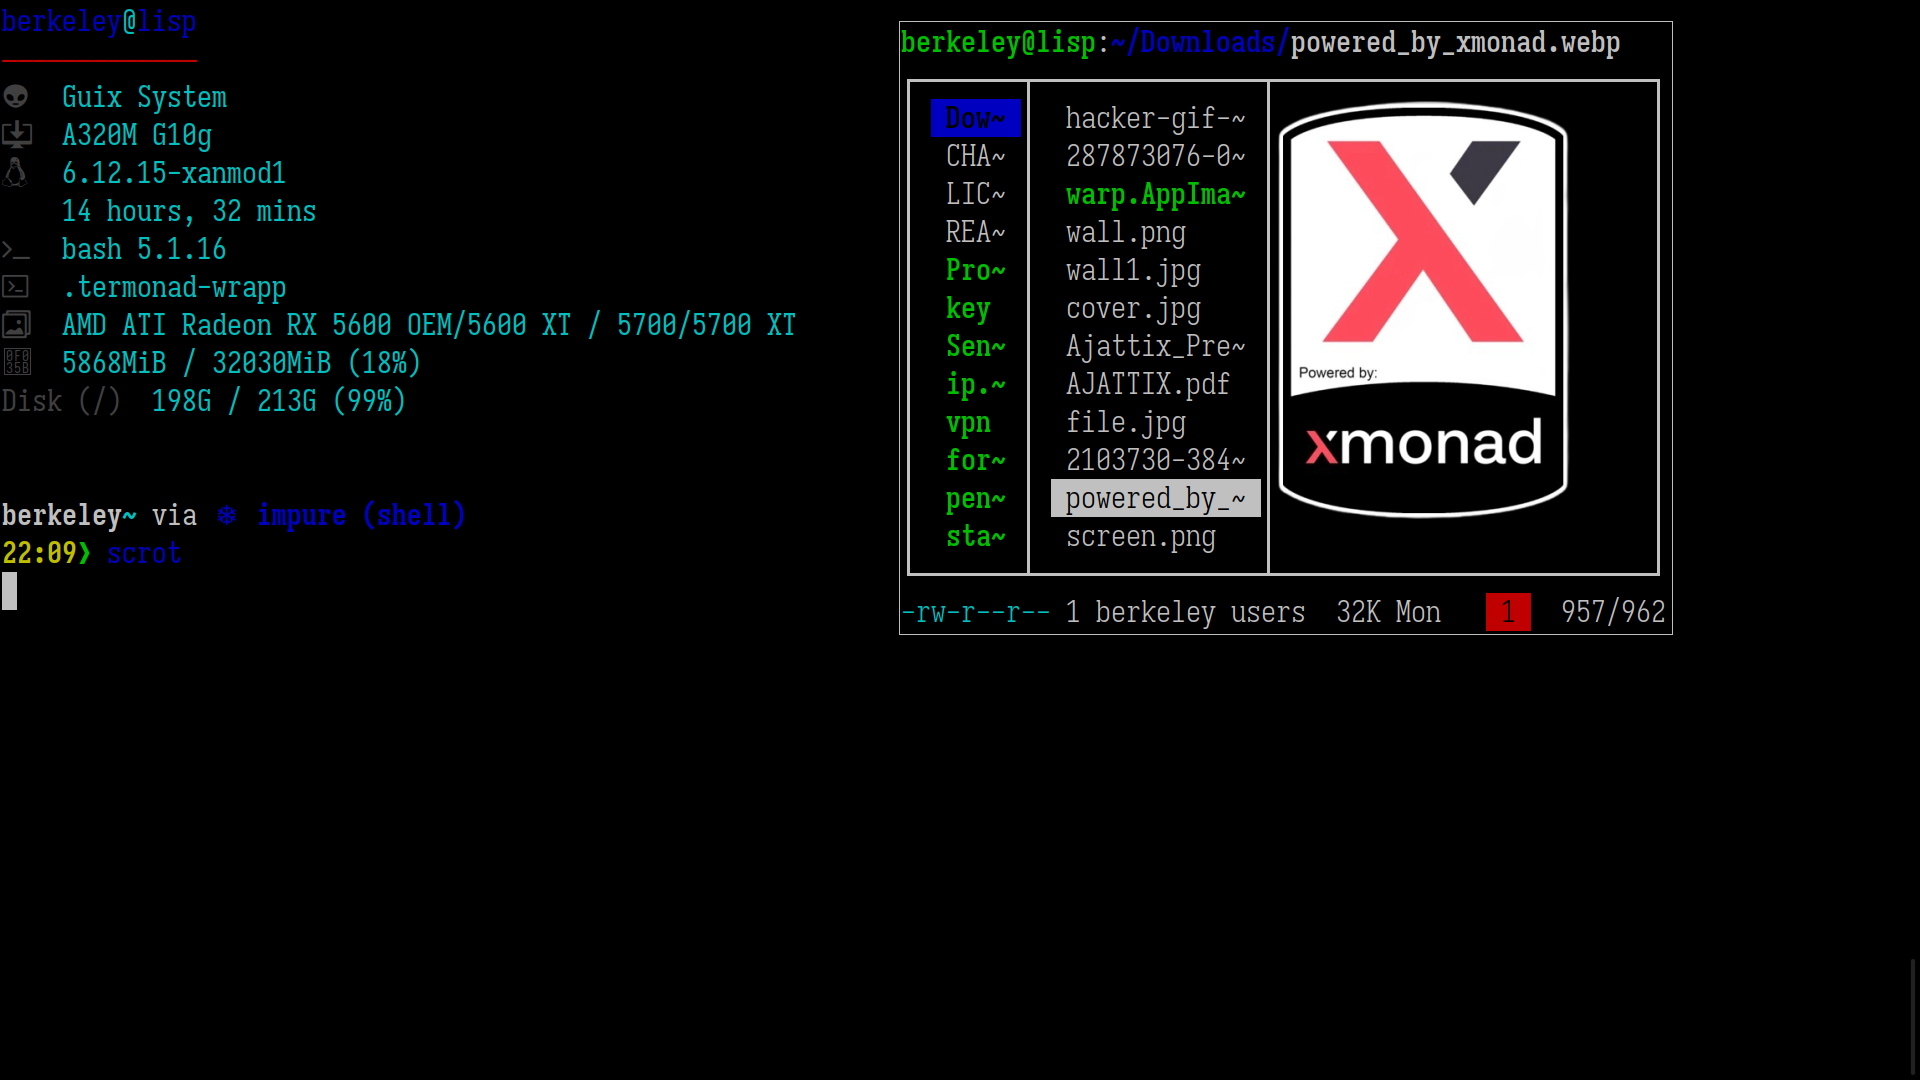 berkeley@lisp
Guix System
A320M G10g
6.12.15-xanmod1
14 hours, 32 mins
bash 5.1.16
.termonad-wrapp
AMD ATI Radeon RX 5600 OEM/5600 XT / 5700/5700 XT
0F035B 5868MiB / 32030MiB (18%)
Disk (/) 198G / 213G (99%)
berkeley~ via ❄ impure (shell)
22:09❯ scrot
berkeley@lisp:~/Downloads/powered_by_xmonad.webp
Dow~
CHA~
LIC~
REA~
Pro~
key
Sen~
ip.~
vpn
for~
pen~
sta~
hacker-gif-~
287873076-0~
warp.AppIma~
wall.png
wall1.jpg
cover.jpg
Ajattix_Pre~
AJATTIX.pdf
file.jpg
2103730-384~
powered_by_~
screen.png
Powered by:
xmonad
-rw-r--r-- 1 berkeley users 32K Mon 1 957/962